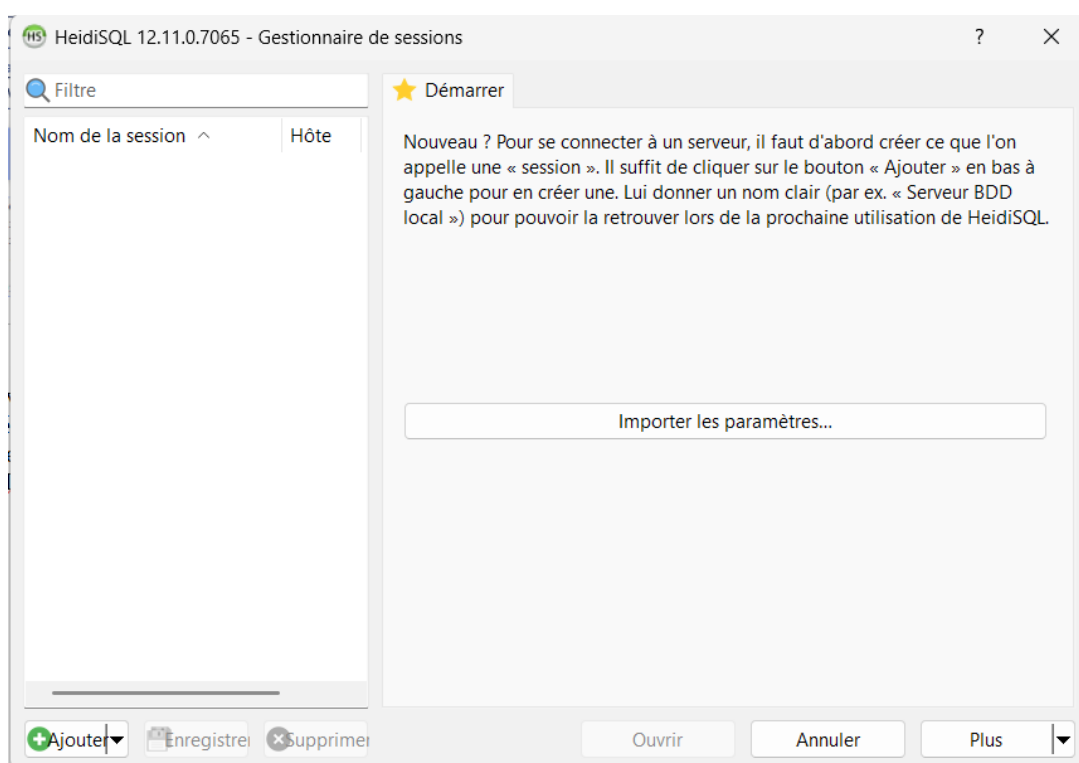 HS HeidiSQL 12.11.0.7065 - Gestionnaire de sessions ?
Filtre
Démarrer
Nom de la session Hôte
Nouveau ? Pour se connecter à un serveur, il faut d'abord créer ce que l'on
appelle une « session ». Il suffit de cliquer sur le bouton « Ajouter » en bas à
gauche pour en créer une. Lui donner un nom clair (par ex. « Serveur BDD
local ») pour pouvoir la retrouver lors de la prochaine utilisation de HeidiSQL.
Importer les paramètres...
Ajouter Enregistrer Supprimer Ouvrir Annuler Plus